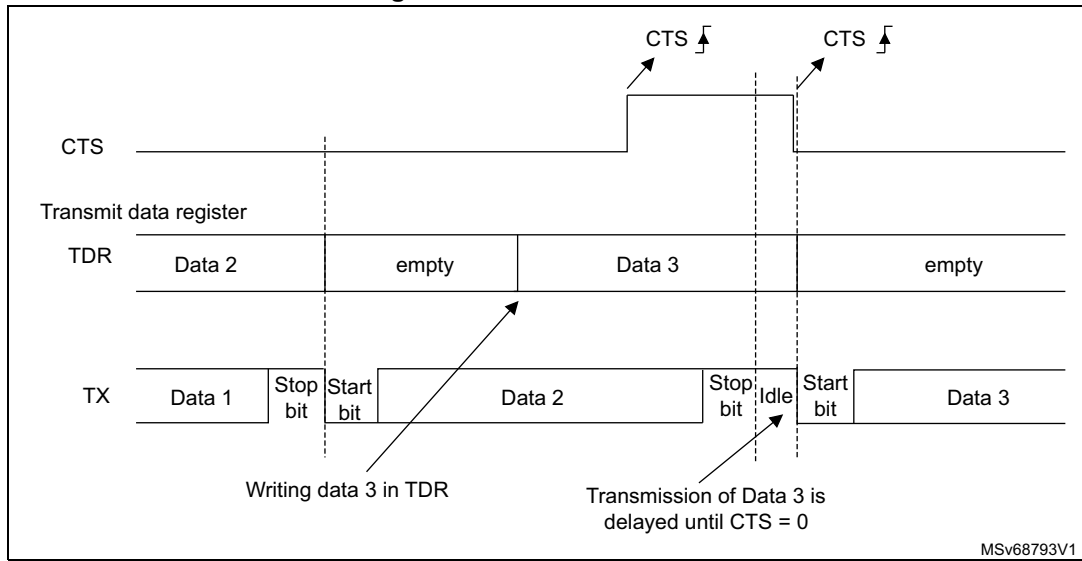 CTS CTS
CTS
Transmit data register
TDR Data 2 empty Data 3 empty
TX Data 1 Stop bit Start bit Data 2 Stop bit Idle Start bit Data 3
Writing data 3 in TDR
Transmission of Data 3 is
delayed until CTS = 0
MSv68793V1